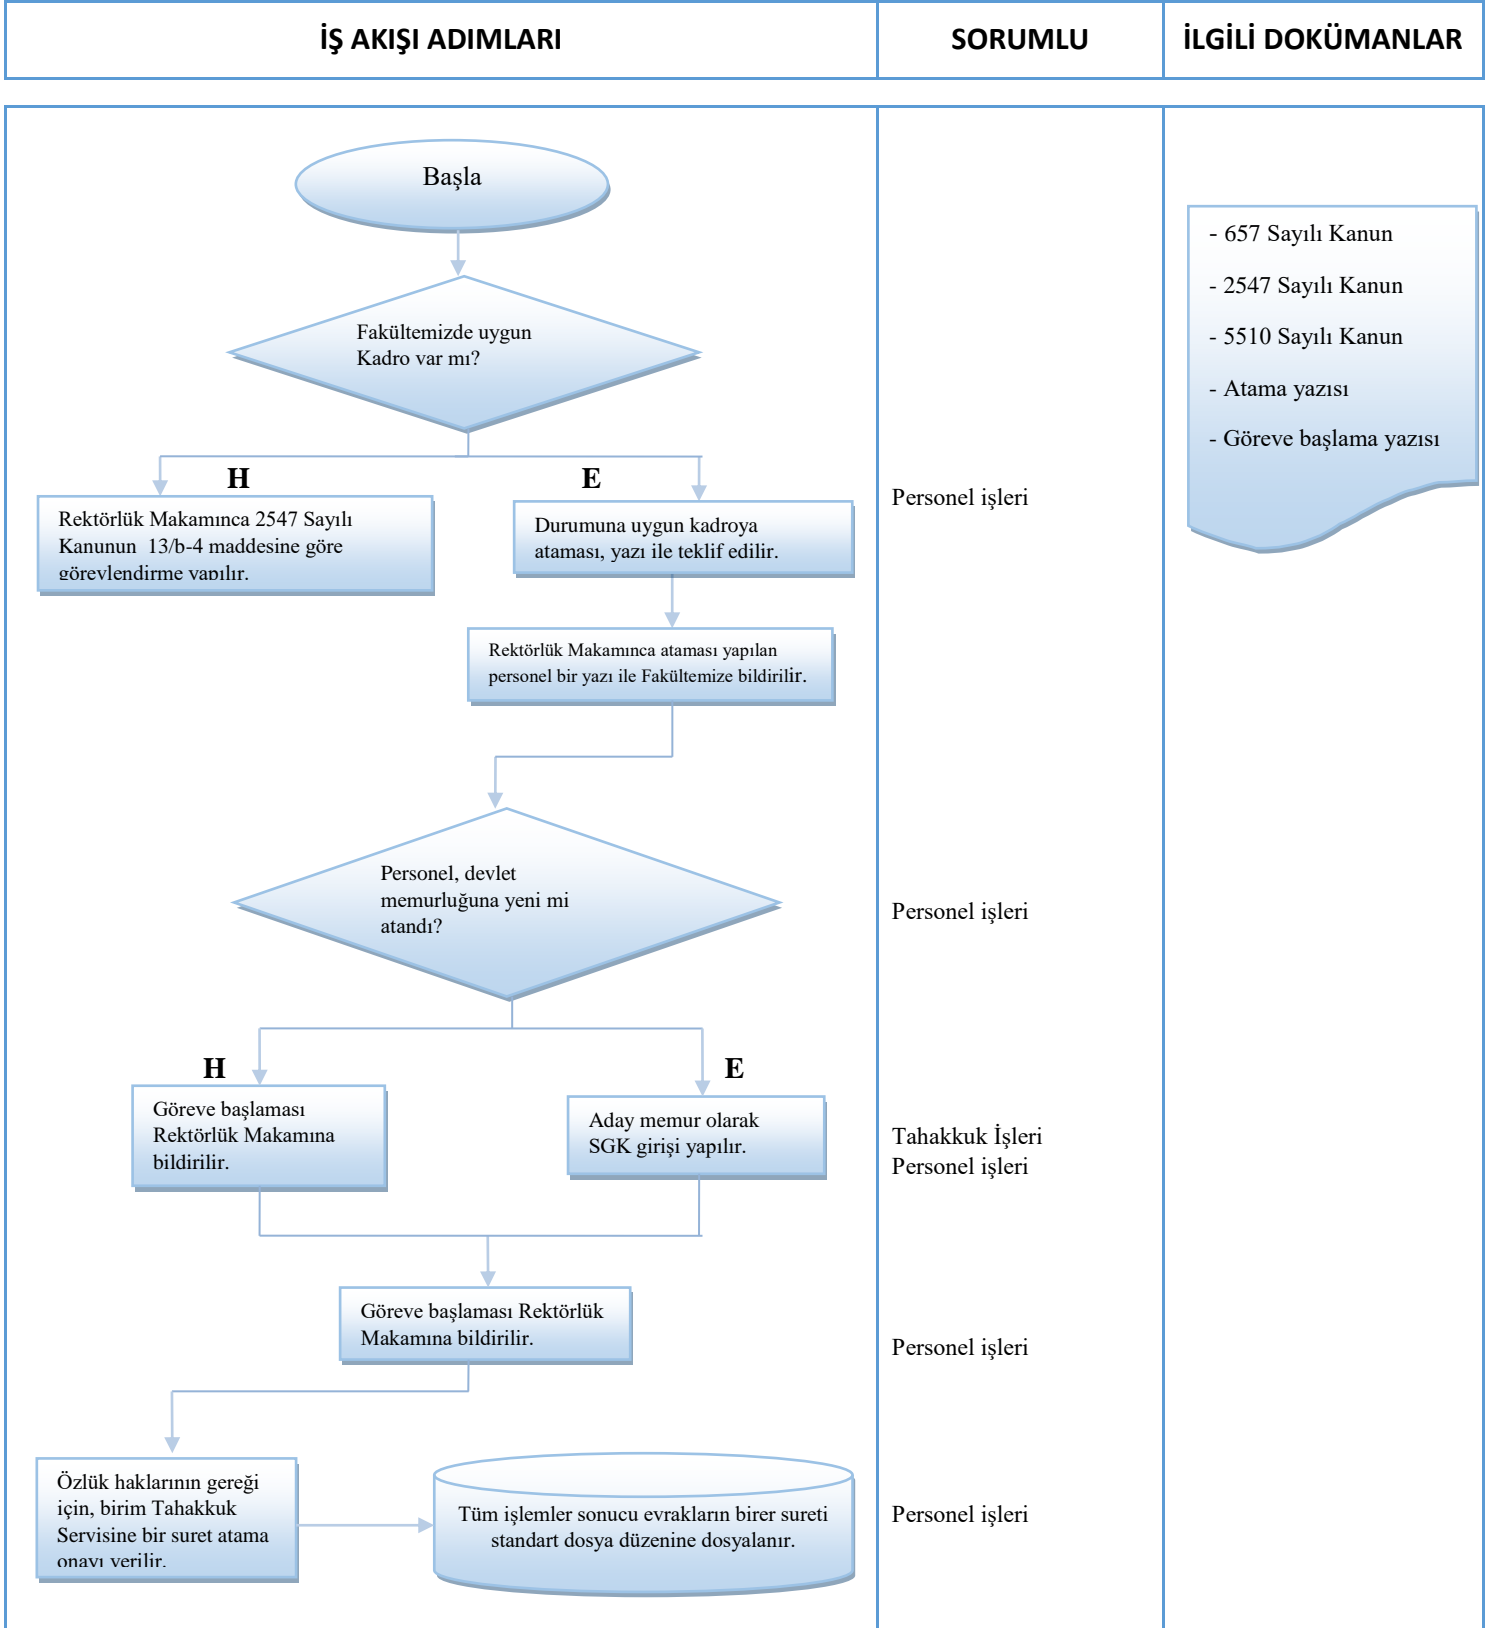 İŞ AKIŞI ADIMLARI
SORUMLU
İLGİLİ DOKÜMANLAR
Başla
- 657 Sayılı Kanun
- 2547 Sayılı Kanun
- 5510 Sayılı Kanun
- Atama yazısı
- Göreve başlama yazısı
Fakültemizde uygun
Kadro var mı?
H
E
Rektörlük Makamınca 2547 Sayılı
Kanunun 13/b-4 maddesine göre
görevlendirme yapılır.
Durumuna uygun kadroya
ataması, yazı ile teklif edilir.
Personel işleri
Rektörlük Makamınca ataması yapılan
personel bir yazı ile Fakültemize bildirilir.
Personel, devlet
memurluğuna yeni mi
atandı?
Personel işleri
H
E
Göreve başlaması
Rektörlük Makamına
bildirilir.
Aday memur olarak
SGK girişi yapılır.
Tahakkuk İşleri
Personel işleri
Göreve başlaması Rektörlük
Makamına bildirilir.
Personel işleri
Özlük haklarının gereği
için, birim Tahakkuk
Servisine bir suret atama
onayı verilir.
Tüm işlemler sonucu evrakların birer sureti
standart dosya düzenine dosyalanır.
Personel işleri